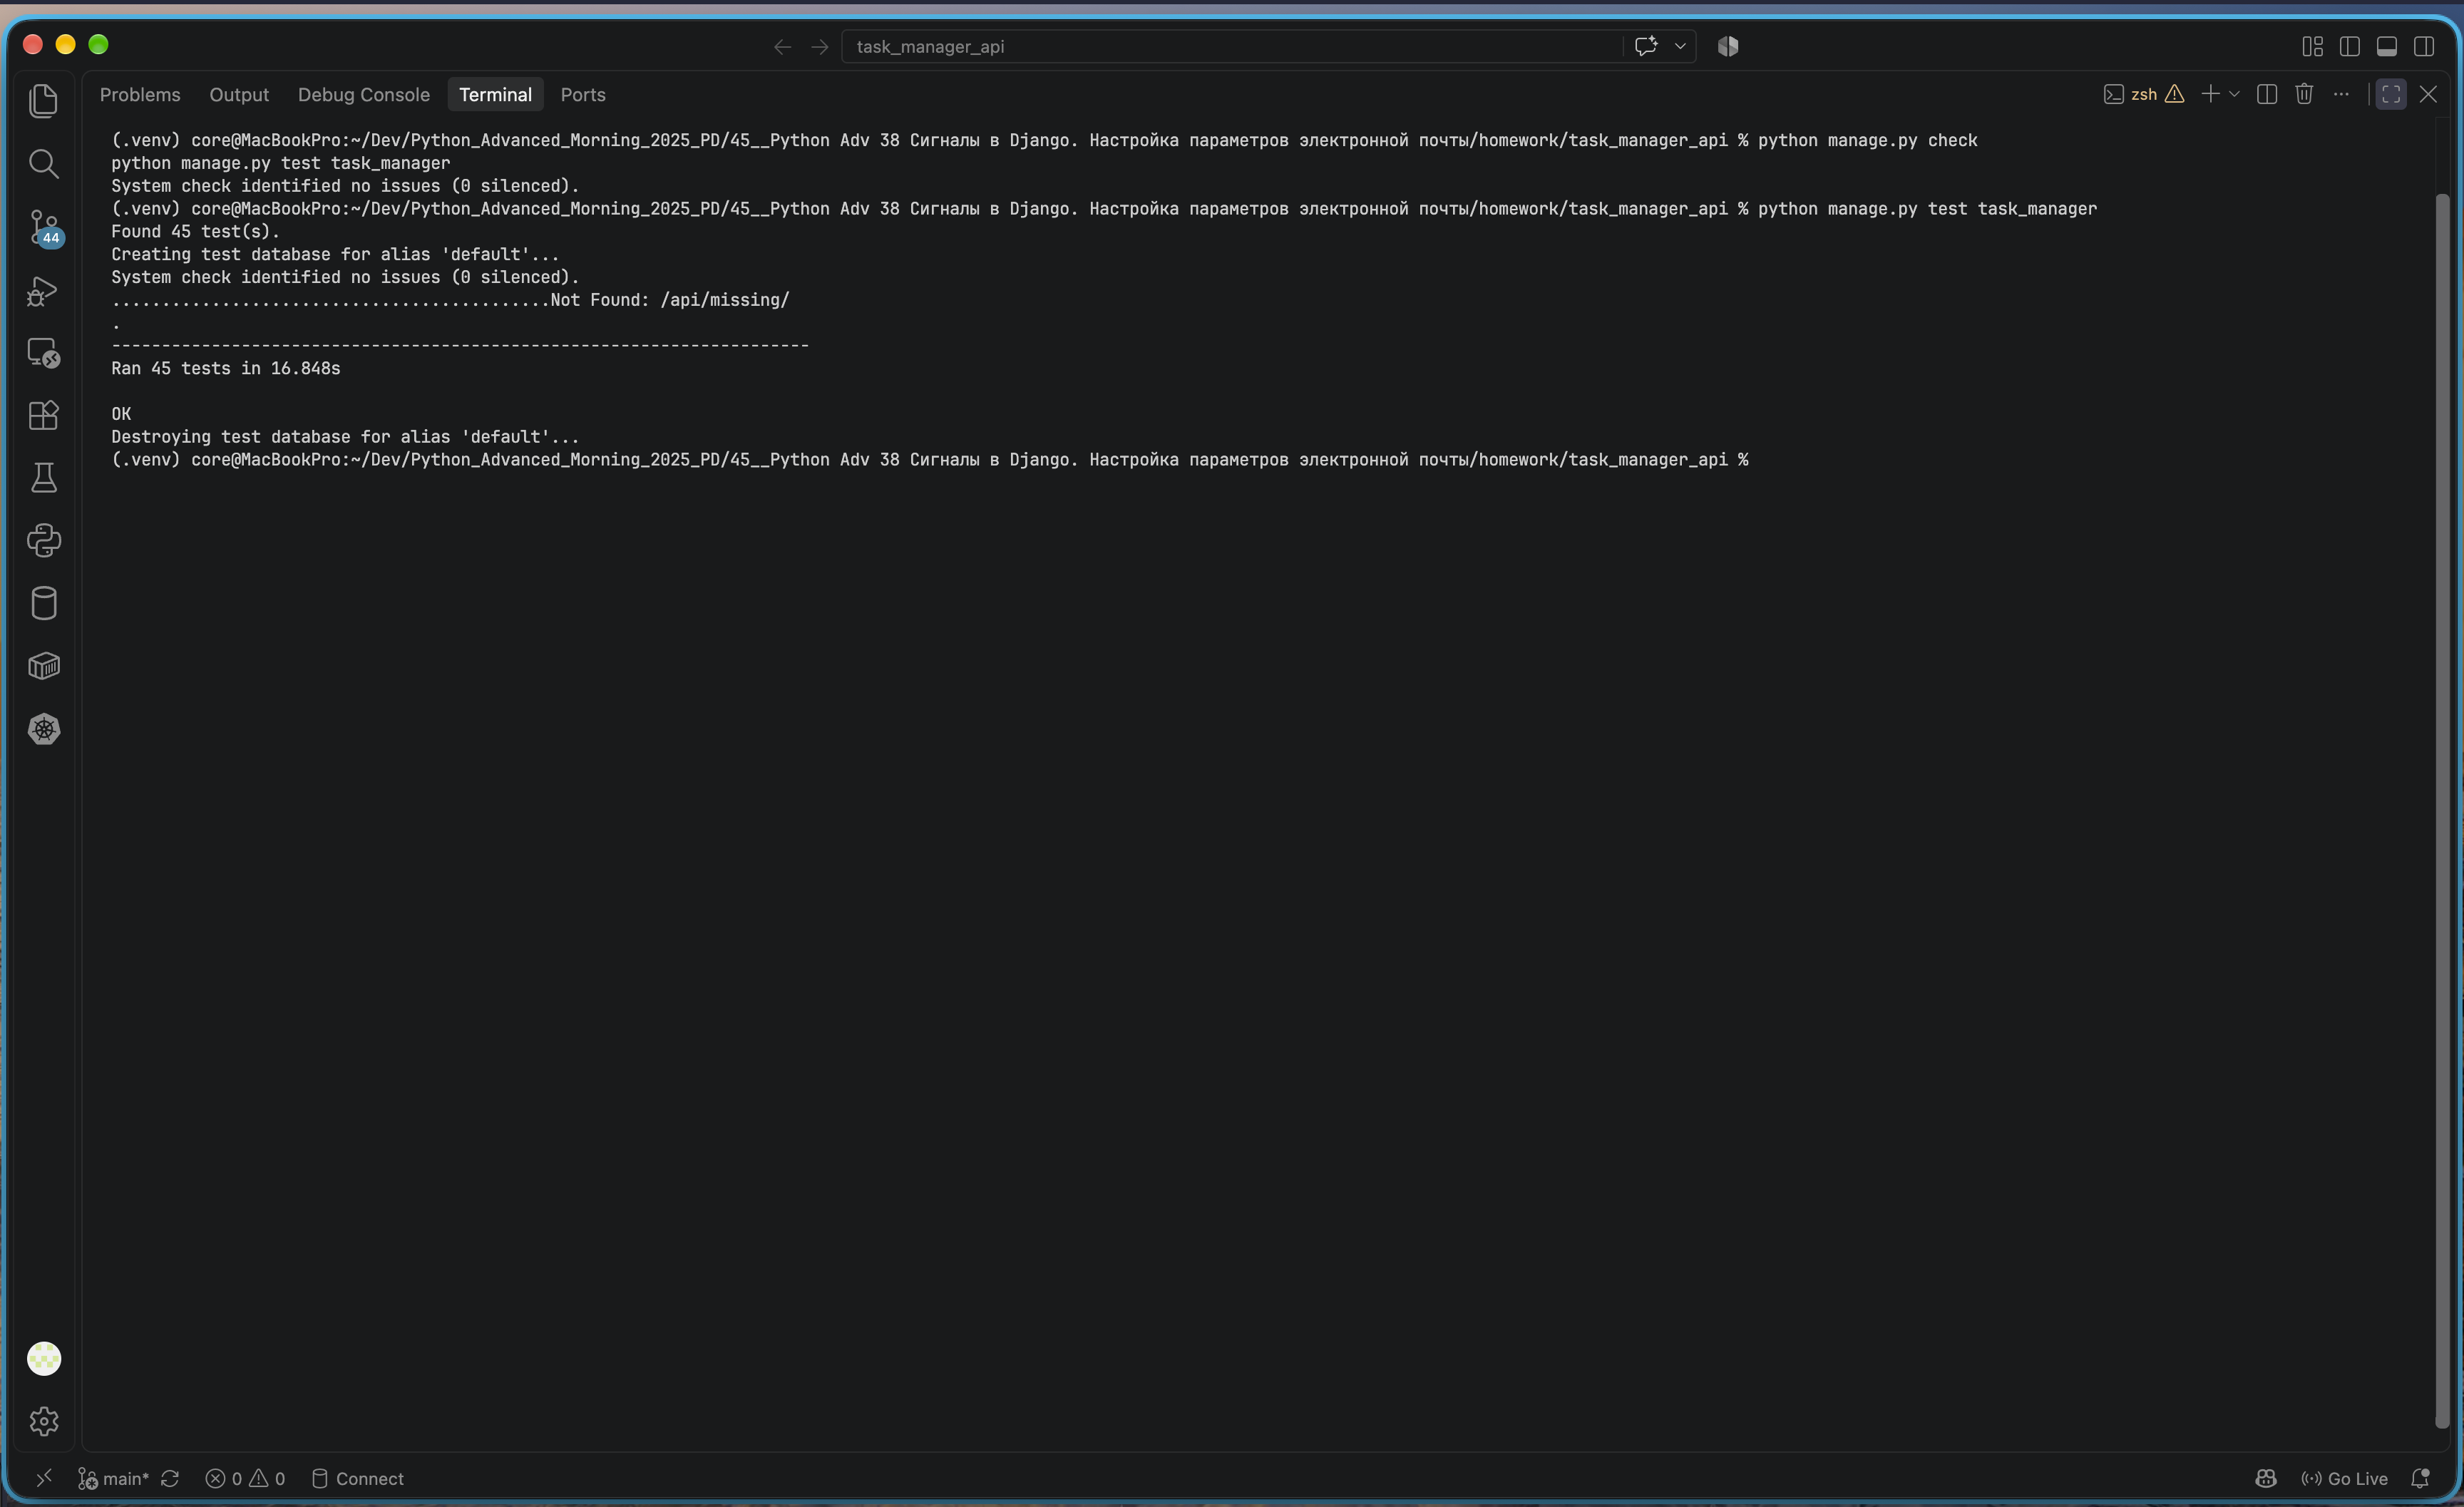 task_manager_api
Problems Output Debug Console Terminal Ports
zsh
(.venv) core@MacBookPro:~/Dev/Python_Advanced_Morning_2025_PD/45__Python Adv 38 Сигналы в Django. Настройка параметров электронной почты/homework/task_manager_api % python manage.py check
python manage.py test task_manager
System check identified no issues (0 silenced).
(.venv) core@MacBookPro:~/Dev/Python_Advanced_Morning_2025_PD/45__Python Adv 38 Сигналы в Django. Настройка параметров электронной почты/homework/task_manager_api % python manage.py test task_manager
Found 45 test(s).
Creating test database for alias 'default'...
System check identified no issues (0 silenced).
............................................Not Found: /api/missing/
.
----------------------------------------------------------------------
Ran 45 tests in 16.848s
OK
Destroying test database for alias 'default'...
(.venv) core@MacBookPro:~/Dev/Python_Advanced_Morning_2025_PD/45__Python Adv 38 Сигналы в Django. Настройка параметров электронной почты/homework/task_manager_api %
44
main* 0 0 Connect Go Live